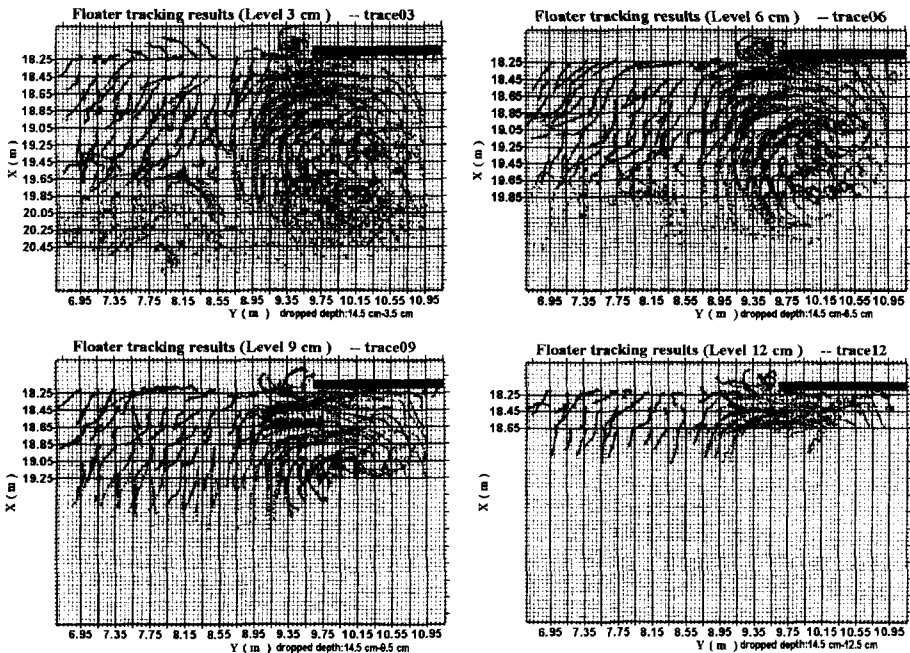 Floater tracking results (Level 3 cm ) -- trace03
X ( m )
18.25
18.45
18.65
18.85
19.05
19.25
19.45
19.65
19.85
20.05
20.25
20.45
6.95 7.35 7.75 8.15 8.55 8.95 9.35 9.75 10.15 10.55 10.95
Y ( m ) dropped depth:14.5 cm-3.5 cm
Floater tracking results (Level 6 cm ) -- trace06
X ( m )
18.25
18.45
18.65
18.85
19.05
19.25
19.45
19.65
19.85
6.95 7.35 7.75 8.15 8.55 8.95 9.35 9.75 10.15 10.55 10.95
Y ( m ) dropped depth:14.5 cm-6.5 cm
Floater tracking results (Level 9 cm ) -- trace09
X ( m )
18.25
18.45
18.65
18.85
19.05
19.25
6.95 7.35 7.75 8.15 8.55 8.95 9.35 9.75 10.15 10.55 10.95
Y ( m ) dropped depth:14.5 cm-9.5 cm
Floater tracking results (Level 12 cm ) -- trace12
X ( m )
18.25
18.45
18.65
6.95 7.35 7.75 8.15 8.55 8.95 9.35 9.75 10.15 10.55 10.95
Y ( m ) dropped depth:14.5 cm-12.5 cm